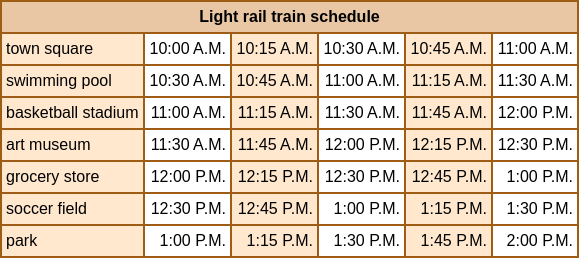 Light rail train schedule
town square 10:00 A.M. 10:15 A.M. 10:30 A.M. 10:45 A.M. 11:00 A.M.
swimming pool 10:30 A.M. 10:45 A.M. 11:00 A.M. 11:15 A.M. 11:30 A.M.
basketball stadium 11:00 A.M. 11:15 A.M. 11:30 A.M. 11:45 A.M. 12:00 P.M.
art museum 11:30 A.M. 11:45 A.M. 12:00 P.M. 12:15 P.M. 12:30 P.M.
grocery store 12:00 P.M. 12:15 P.M. 12:30 P.M. 12:45 P.M. 1:00 P.M.
soccer field 12:30 P.M. 12:45 P.M. 1:00 P.M. 1:15 P.M. 1:30 P.M.
park 1:00 P.M. 1:15 P.M. 1:30 P.M. 1:45 P.M. 2:00 P.M.